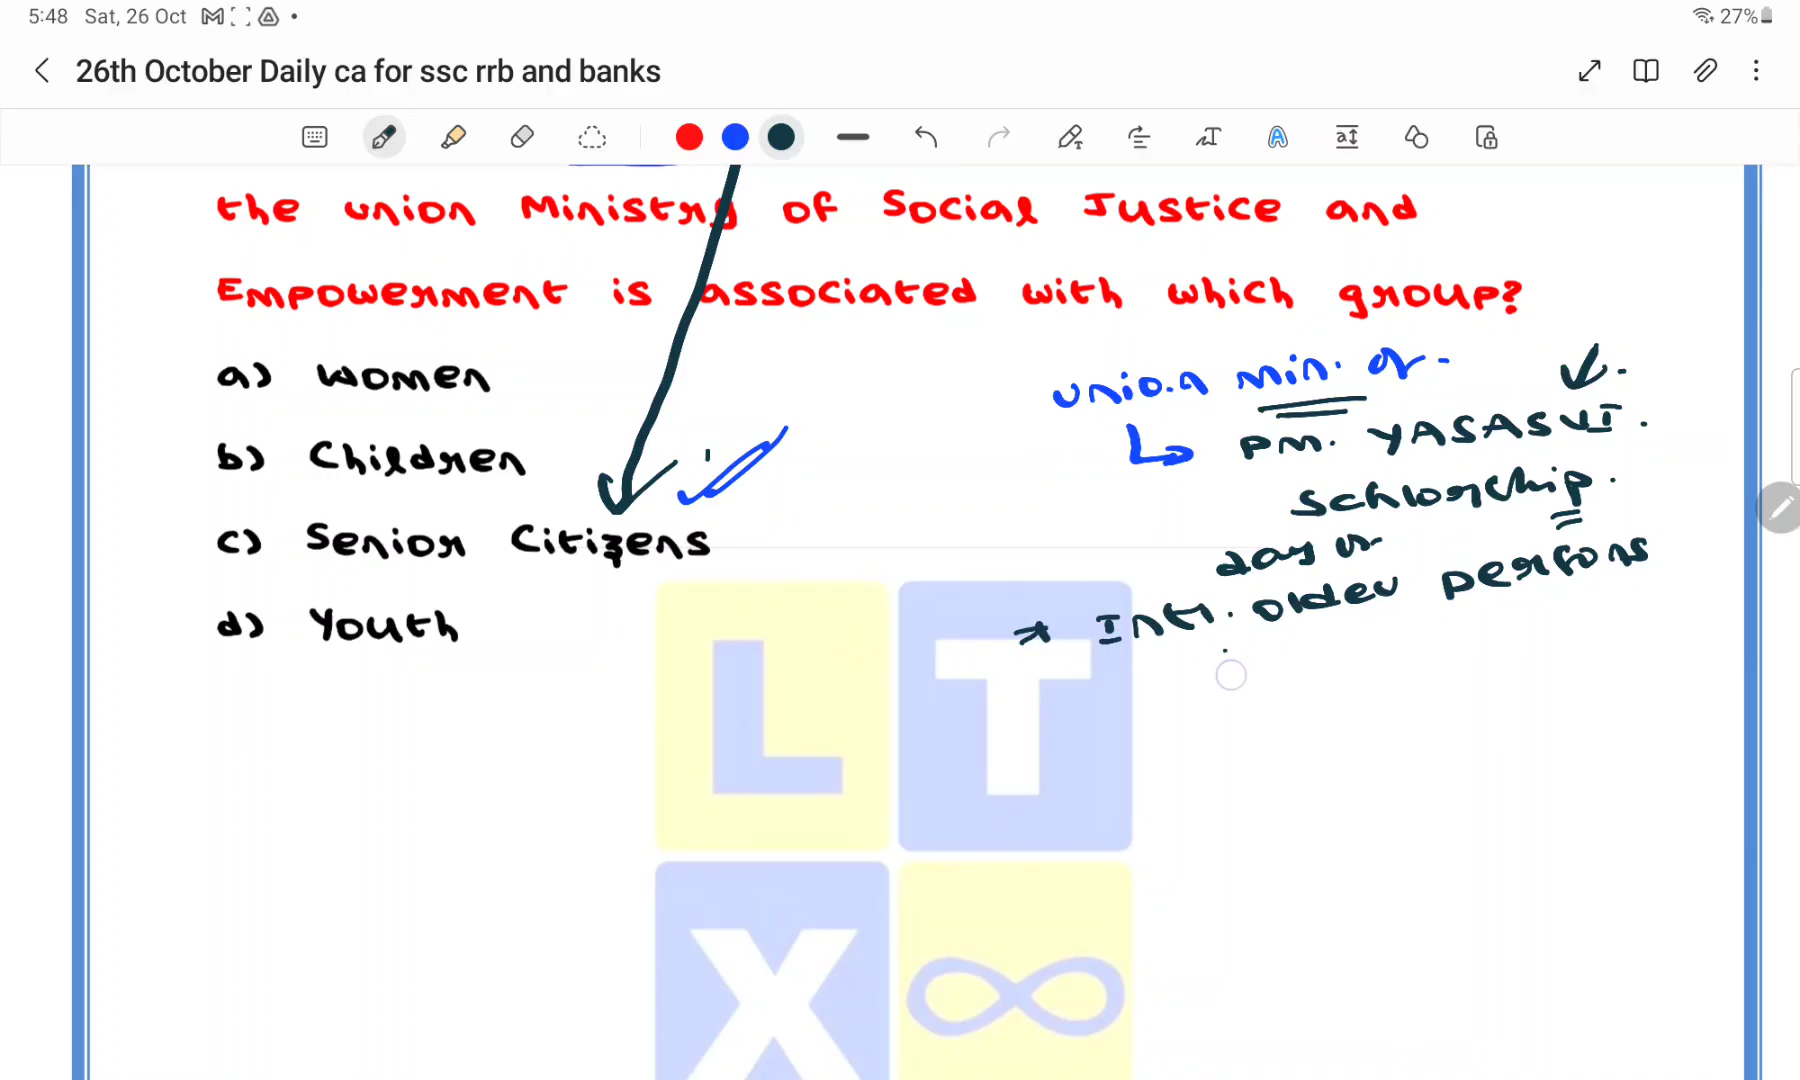 5:48 Sat, 26 Oct
27%
26th October Daily ca for ssc rrb and banks
the union Ministry of Social Justice and
Empowerment is associated with which group?
a) Women
b) Children
c) Senior Citizens
d) Youth
union min. of
PM. YASASVI.
Schlorship.
day of
Intr. older persons
L T
X ∞